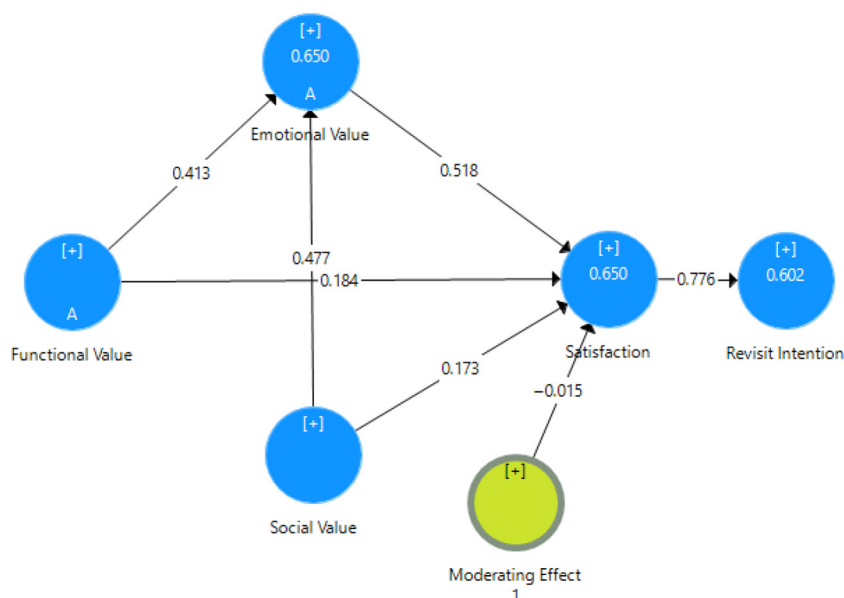 [+]
0.650
A
Emotional Value
0.413
0.518
[+]
A
Functional Value
0.477
0.184
[+]
0.650
Satisfaction
0.776
[+]
0.602
Revisit Intention
0.173
−0.015
[+]
Social Value
[+]
Moderating Effect
1